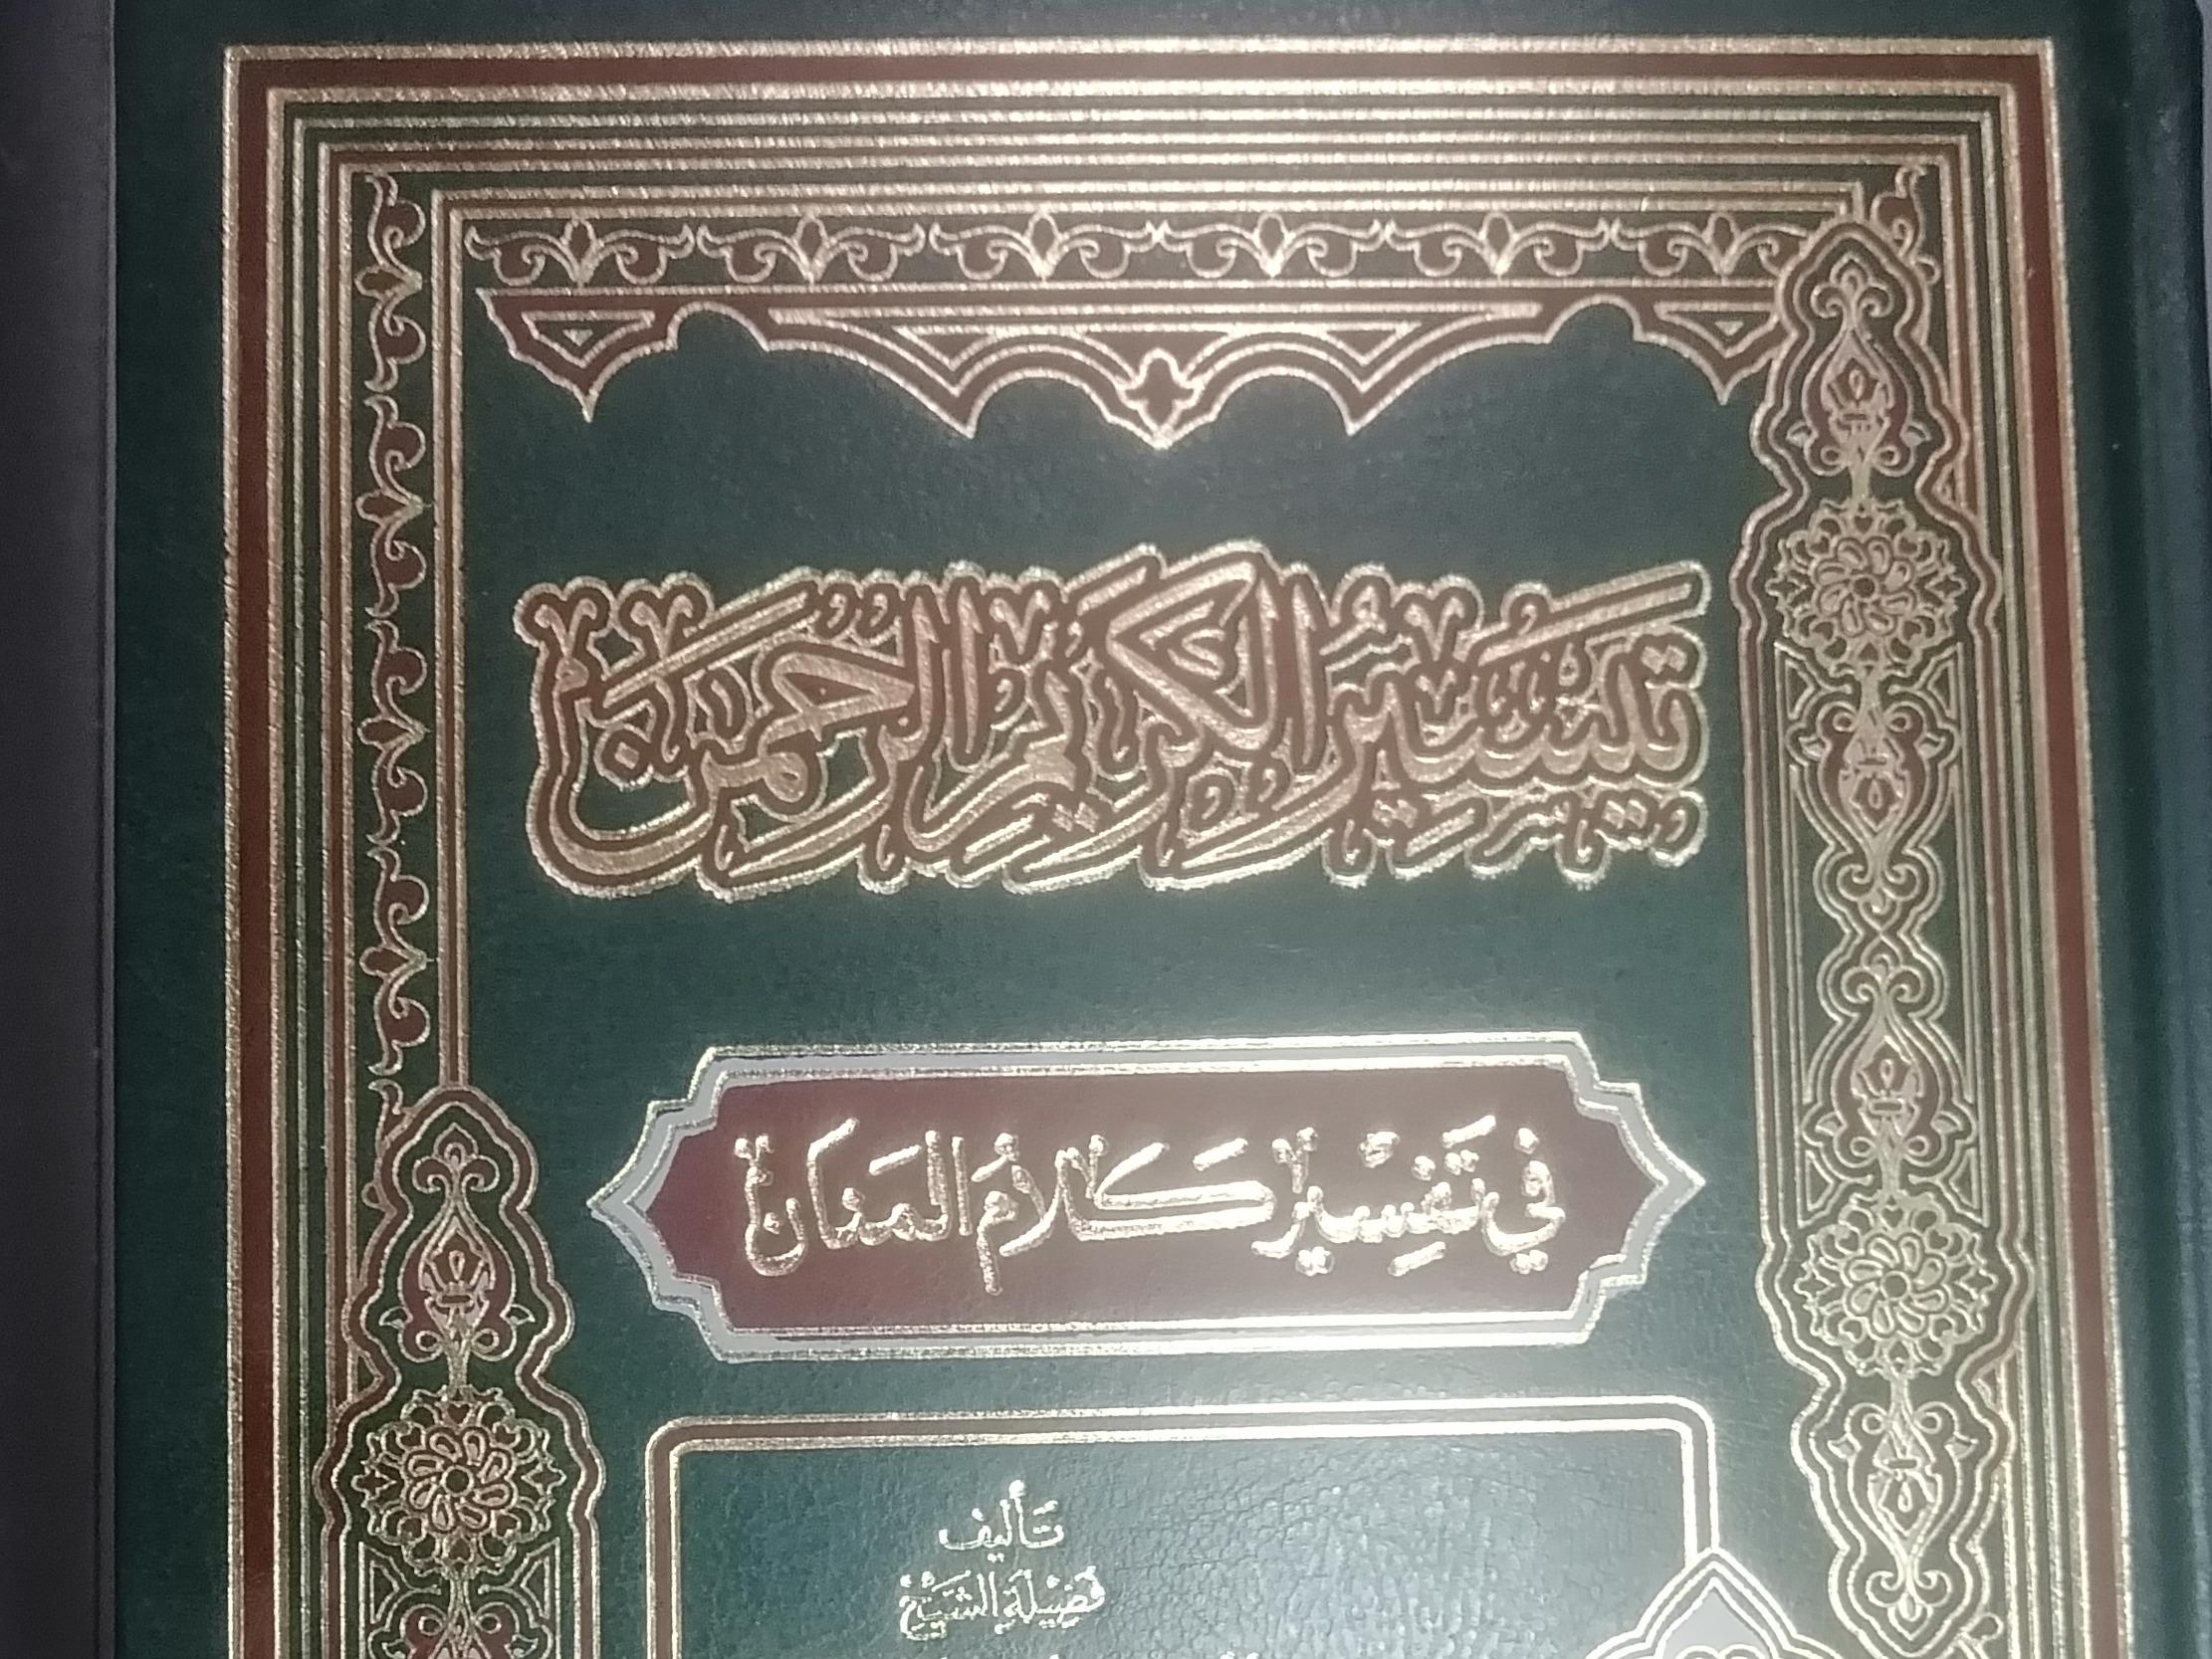 تيسير الكريم الرحمن
في تفسير كلام المنان
تأليف
فضيلة الشيخ